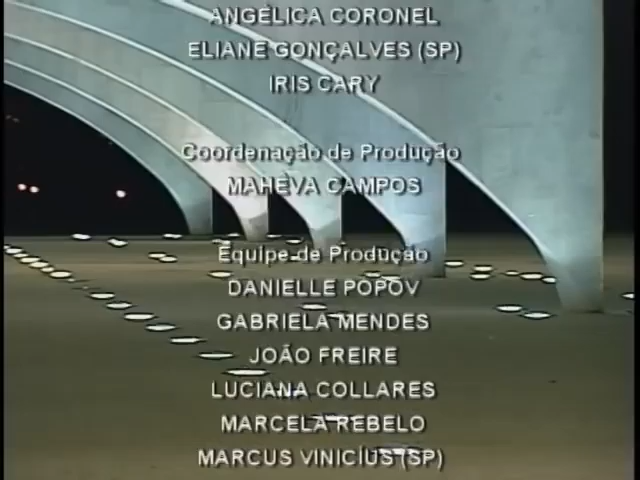 ANGÉLICA CORONEL
ELIANE GONÇALVES (SP)
IRIS CARY
Coordenação de Produção
MAHEVA CAMPOS
Equipe de Produção
DANIELLE POPOV
GABRIELA MENDES
JOÃO FREIRE
LUCIANA COLLARES
MARCELA REBELO
MARCUS VINICÍUS (SP)